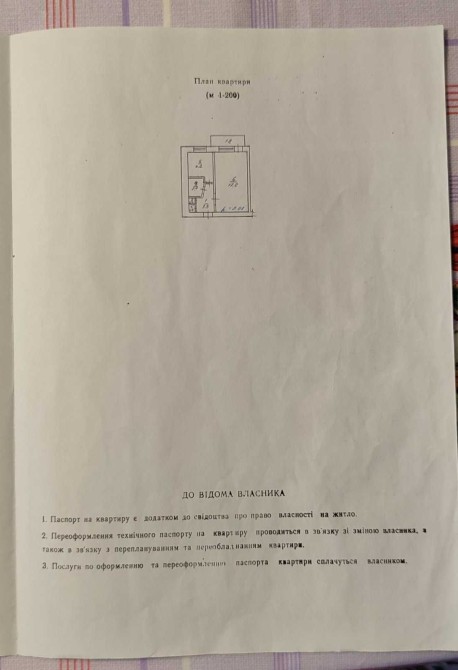 План квартири
(м 1-200)
ДО ВІДОМА ВЛАСНИКА
1. Паспорт на квартиру є додатком до свідоцтва про право власності на житло.
2. Переоформлення технічного паспорту на квартиру проводиться в зв'язку зі зміною власника, а
також в зв'язку з переплануванням та переобладнанням квартири.
3. Послуги по оформленню та переоформленню паспорта квартири сплачуться власником.